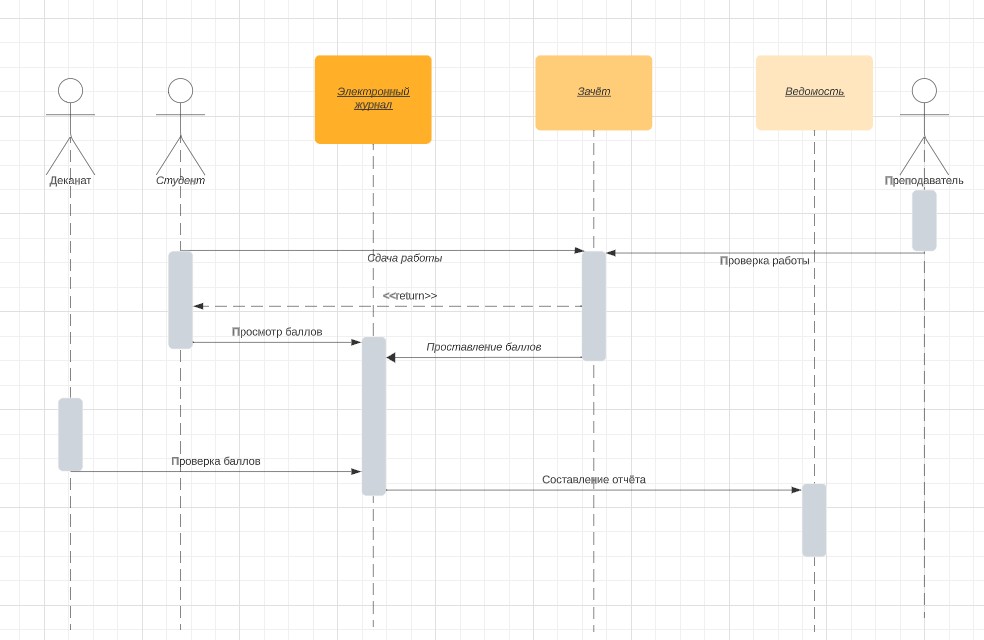 Электронный
журнал
Зачёт
Ведомость
Деканат
Студент
Преподаватель
Сдача работы
Проверка работы
<<return>>
Просмотр баллов
Проставление баллов
Проверка баллов
Составление отчёта